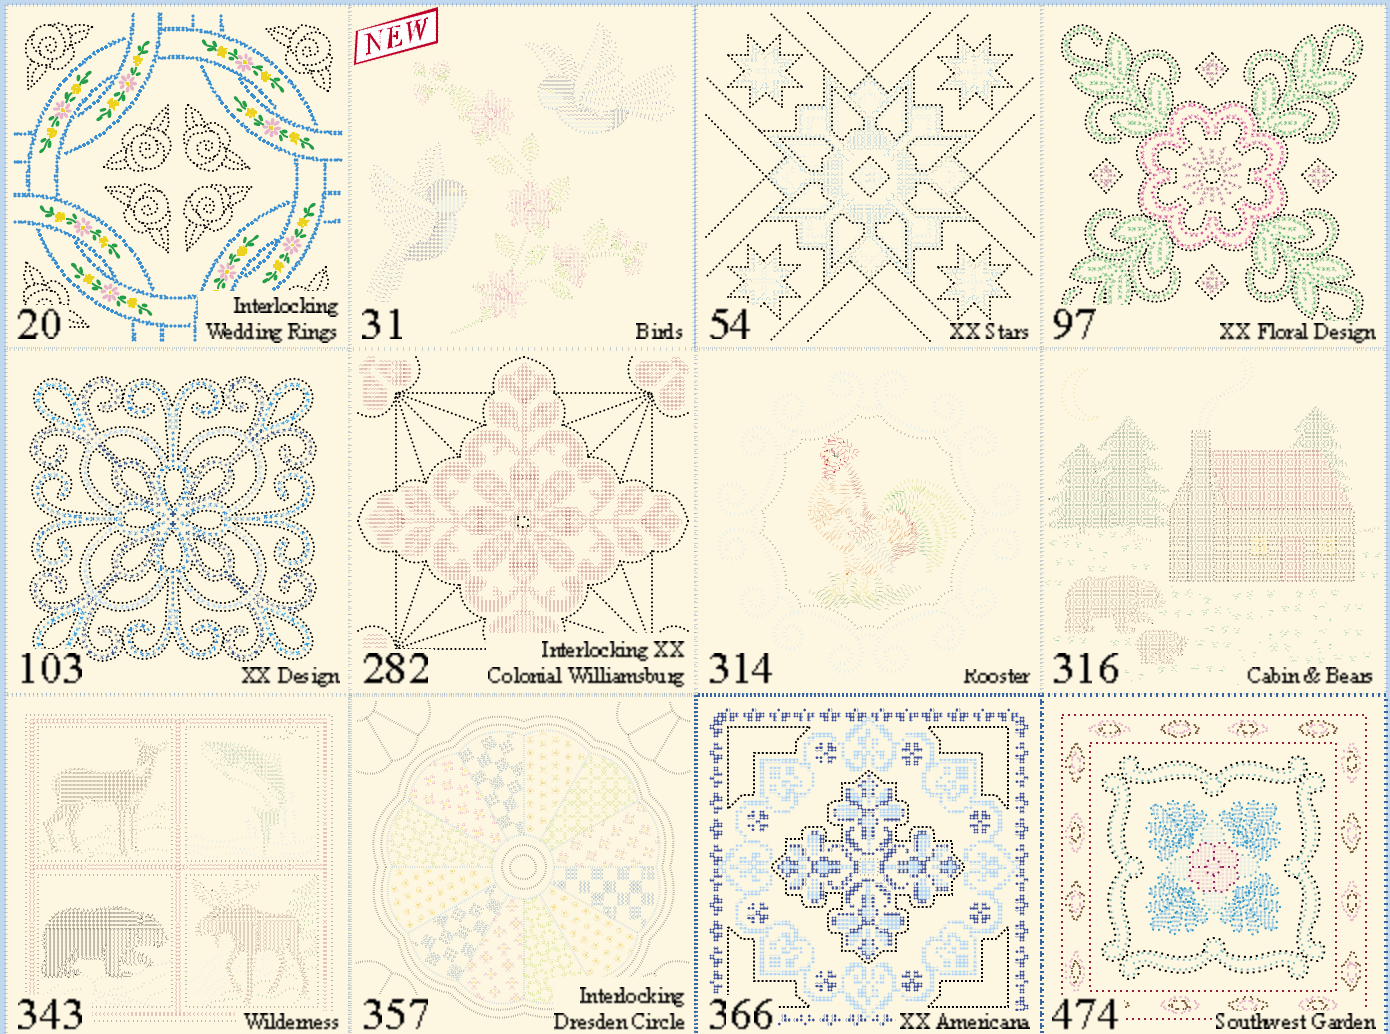 20
Interlocking
Wedding Rings
NEW
31
Birds
54
XX Stars
97
XX Floral Design
103
XX Design
282
Interlocking XX
Colonial Williamsburg
314
Rooster
316
Cabin & Bears
343
Wilderness
357
Interlocking
Dresden Circle
366
XX Americana
474
Southwest Garden